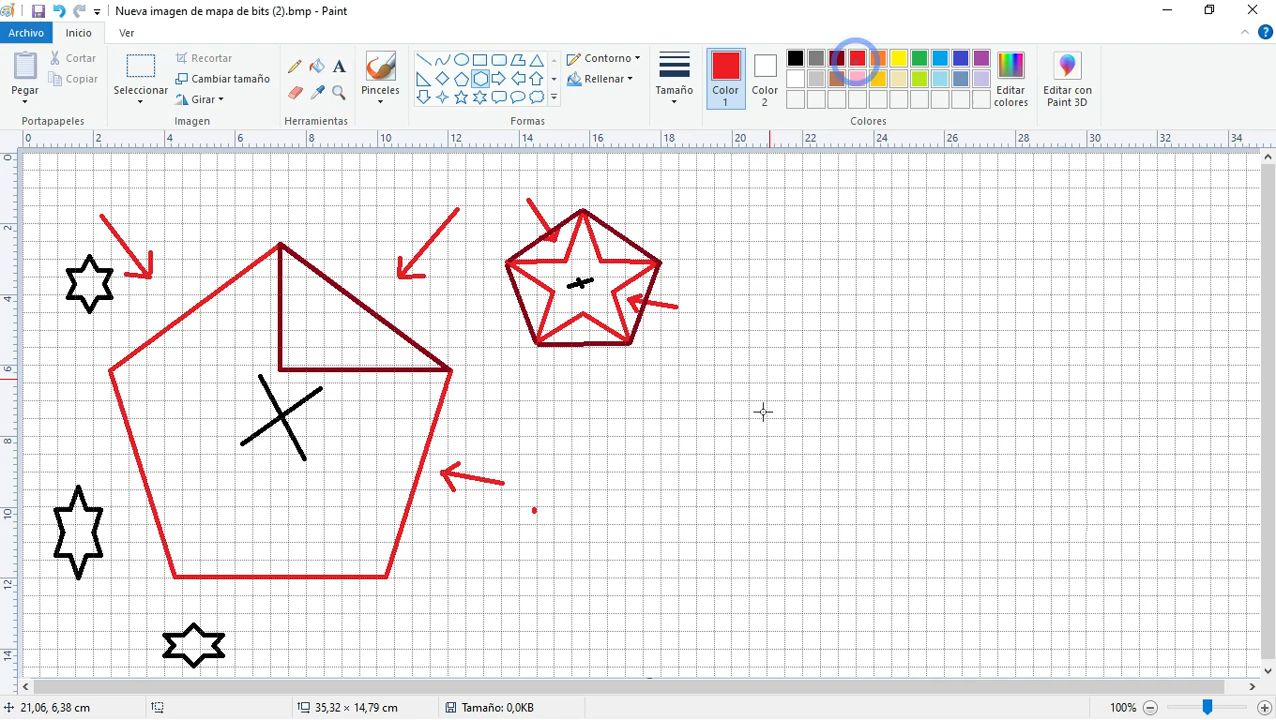 Nueva imagen de mapa de bits (2).bmp - Paint
Archivo Inicio Ver
Pegar
Cortar
Copiar
Seleccionar
Recortar
Cambiar tamaño
Girar
Pinceles
Contorno
Rellenar
Tamaño
Color 1
Color 2
Editar colores
Editar con Paint 3D
Portapapeles Imagen Herramientas Formas Colores
0 2 4 6 8 10 12 14 16 18 20 22 24 26 28 30 32 34
0
2
4
6
8
10
12
14
21,06, 6,38 cm 35,32 × 14,79 cm Tamaño: 0,0KB 100%